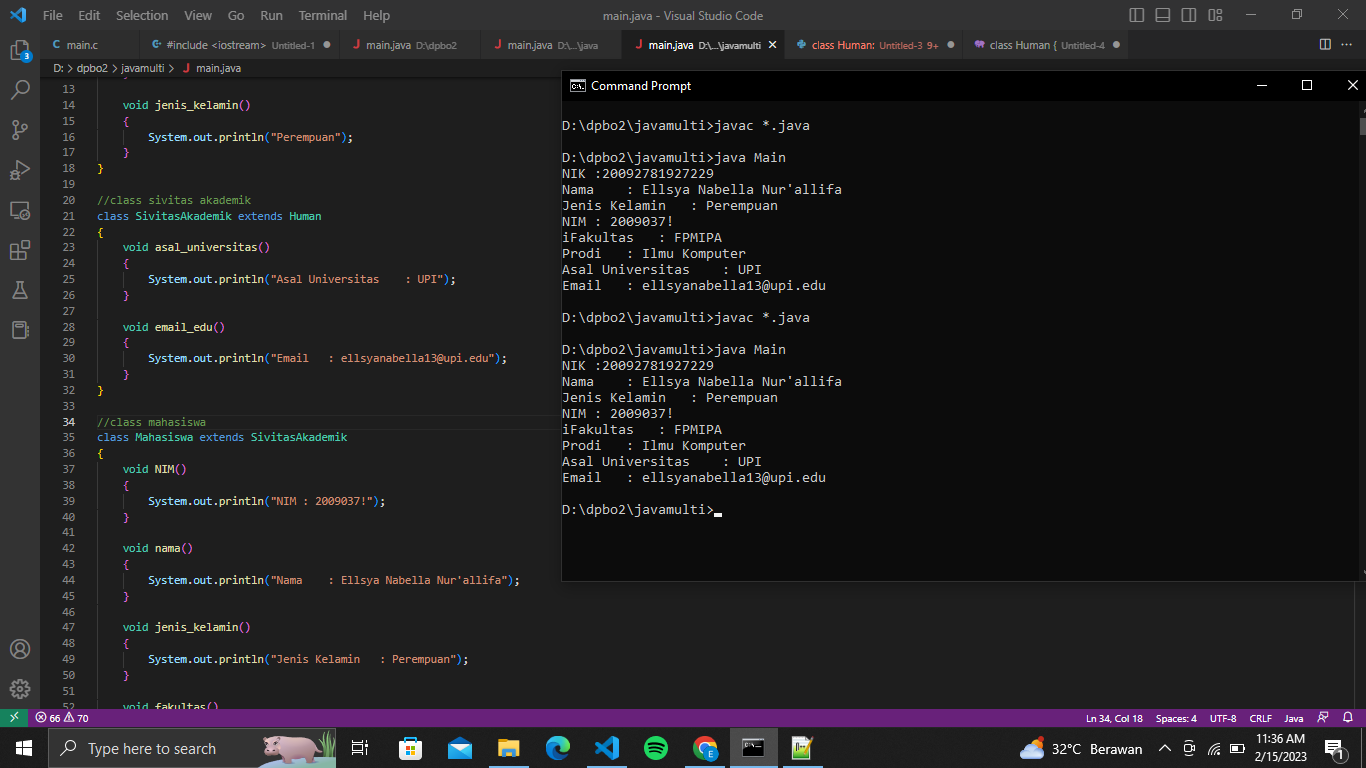 File Edit Selection View Go Run Terminal Help main.java - Visual Studio Code
main.c #include <iostream> Untitled-1 main.java D:\dpbo2 main.java D:\...\java main.java D:\...\javamulti class Human: Untitled-3 9+ class Human { Untitled-4
D: > dpbo2 > javamulti > main.java
13
14 void jenis_kelamin()
15 {
16 System.out.println("Perempuan");
17 }
18 }
19
20 //class sivitas akademik
21 class SivitasAkademik extends Human
22 {
23 void asal_universitas()
24 {
25 System.out.println("Asal Universitas    : UPI");
26 }
27
28 void email_edu()
29 {
30 System.out.println("Email   : ellsyanabella13@upi.edu");
31 }
32 }
33
34 //class mahasiswa
35 class Mahasiswa extends SivitasAkademik
36 {
37 void NIM()
38 {
39 System.out.println("NIM : 2009037!");
40 }
41
42 void nama()
43 {
44 System.out.println("Nama    : Ellsya Nabella Nur'allifa");
45 }
46
47 void jenis_kelamin()
48 {
49 System.out.println("Jenis Kelamin   : Perempuan");
50 }
51
52 void fakultas()
Command Prompt
D:\dpbo2\javamulti>javac *.java
D:\dpbo2\javamulti>java Main
NIK :20092781927229
Nama    : Ellsya Nabella Nur'allifa
Jenis Kelamin   : Perempuan
NIM : 2009037!
iFakultas   : FPMIPA
Prodi   : Ilmu Komputer
Asal Universitas    : UPI
Email   : ellsyanabella13@upi.edu
D:\dpbo2\javamulti>javac *.java
D:\dpbo2\javamulti>java Main
NIK :20092781927229
Nama    : Ellsya Nabella Nur'allifa
Jenis Kelamin   : Perempuan
NIM : 2009037!
iFakultas   : FPMIPA
Prodi   : Ilmu Komputer
Asal Universitas    : UPI
Email   : ellsyanabella13@upi.edu
D:\dpbo2\javamulti>
3
66 70 Ln 34, Col 18 Spaces: 4 UTF-8 CRLF Java
Type here to search 32°C Berawan 11:36 AM
2/15/2023
1